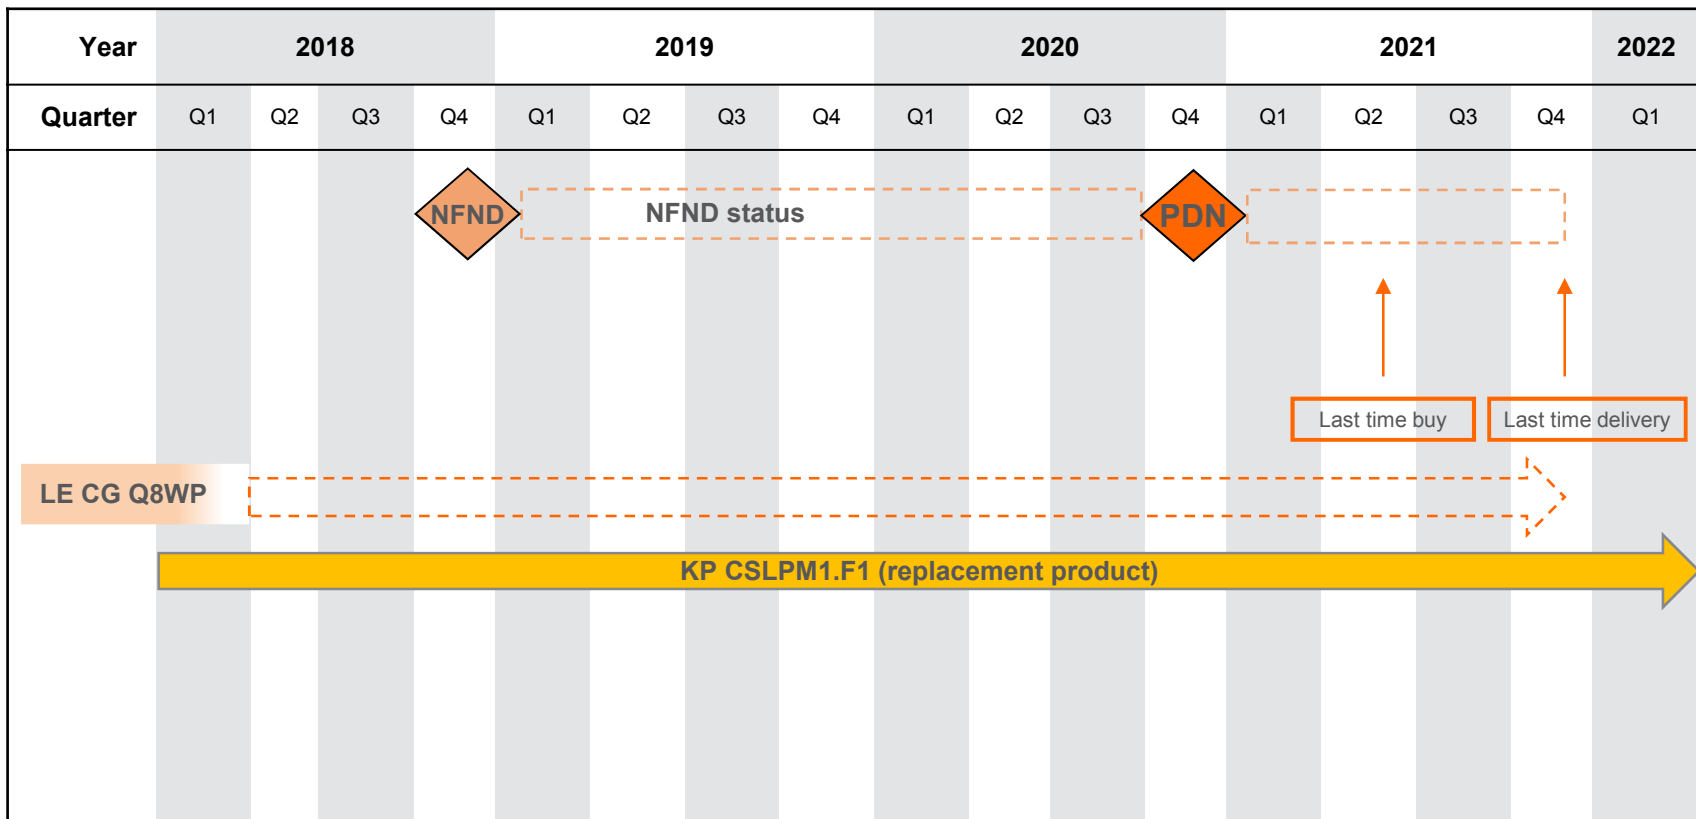 Year 2018 2019 2020 2021 2022
Quarter Q1 Q2 Q3 Q4 Q1 Q2 Q3 Q4 Q1 Q2 Q3 Q4 Q1 Q2 Q3 Q4 Q1
NFND NFND status PDN
Last time buy Last time delivery
LE CG Q8WP
KP CSLPM1.F1 (replacement product)